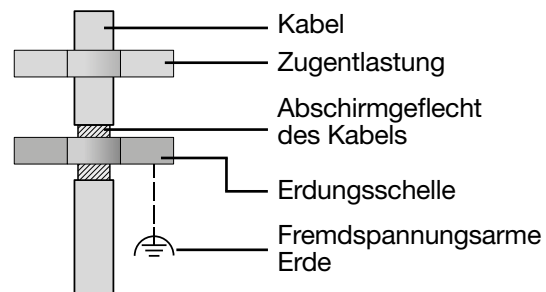 Kabel
Zugentlastung
Abschirmgeflecht
des Kabels
Erdungsschelle
Fremdspannungsarme
Erde